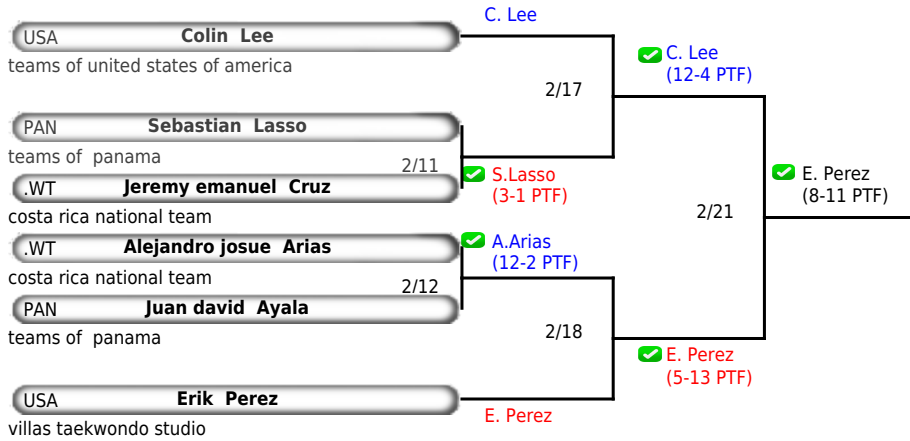 C. Lee
USA Colin Lee
teams of united states of america
C. Lee
(12-4 PTF)
2/17
PAN Sebastian Lasso
teams of panama
2/11
S.Lasso
(3-1 PTF)
.WT Jeremy emanuel Cruz
costa rica national team
E. Perez
(8-11 PTF)
2/21
.WT Alejandro josue Arias
costa rica national team
A.Arias
(12-2 PTF)
2/12
PAN Juan david Ayala
teams of panama
2/18
E. Perez
(5-13 PTF)
USA Erik Perez
villas taekwondo studio
E. Perez